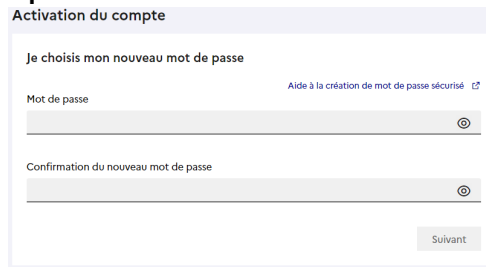 Activation du compte
Je choisis mon nouveau mot de passe
Aide à la création de mot de passe sécurisé
Mot de passe
Confirmation du nouveau mot de passe
Suivant